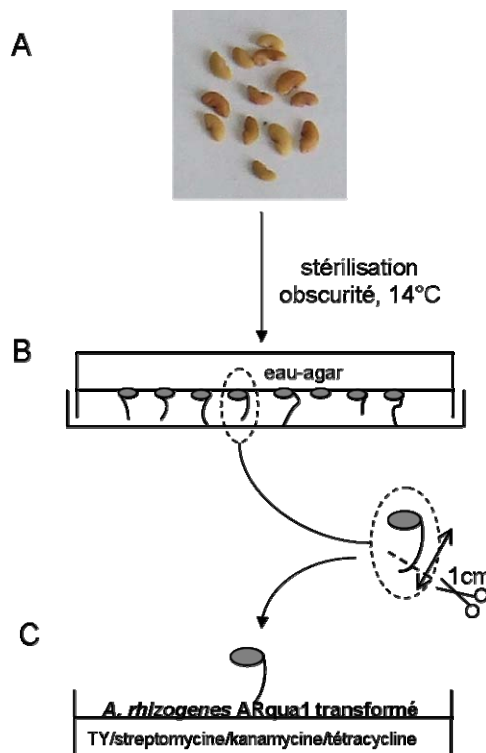 A
stérilisation
obscurité, 14°C
B
eau-agar
1cm
C
A. rhizogenes ARqua1 transformé
TY/streptomycine/kanamycine/tétracycline